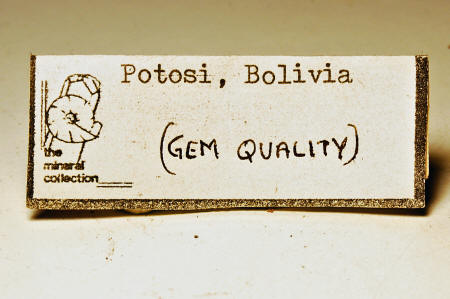 Potosi, Bolivia
(GEM QUALITY)
the
mineral
collection